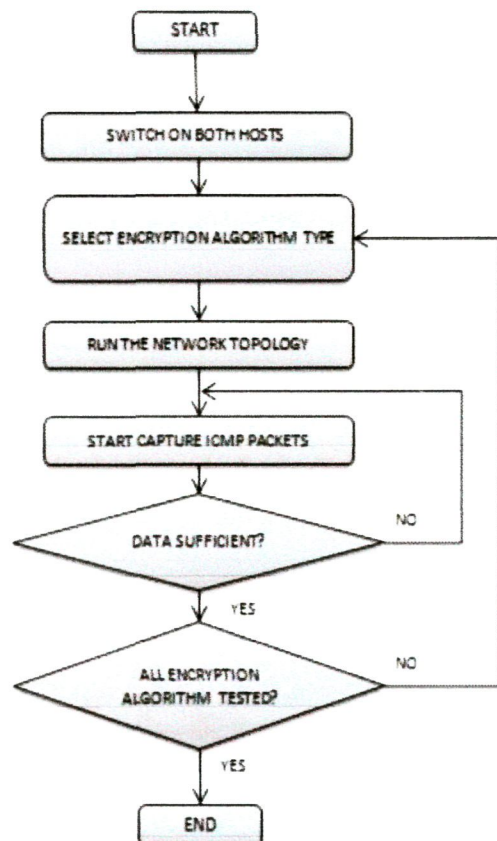 START
SWITCH ON BOTH HOSTS
SELECT ENCRYPTION ALGORITHM TYPE
RUN THE NETWORK TOPOLOGY
START CAPTURE ICMP PACKETS
DATA SUFFICIENT?
NO
YES
ALL ENCRYPTION
ALGORITHM TESTED?
NO
YES
END